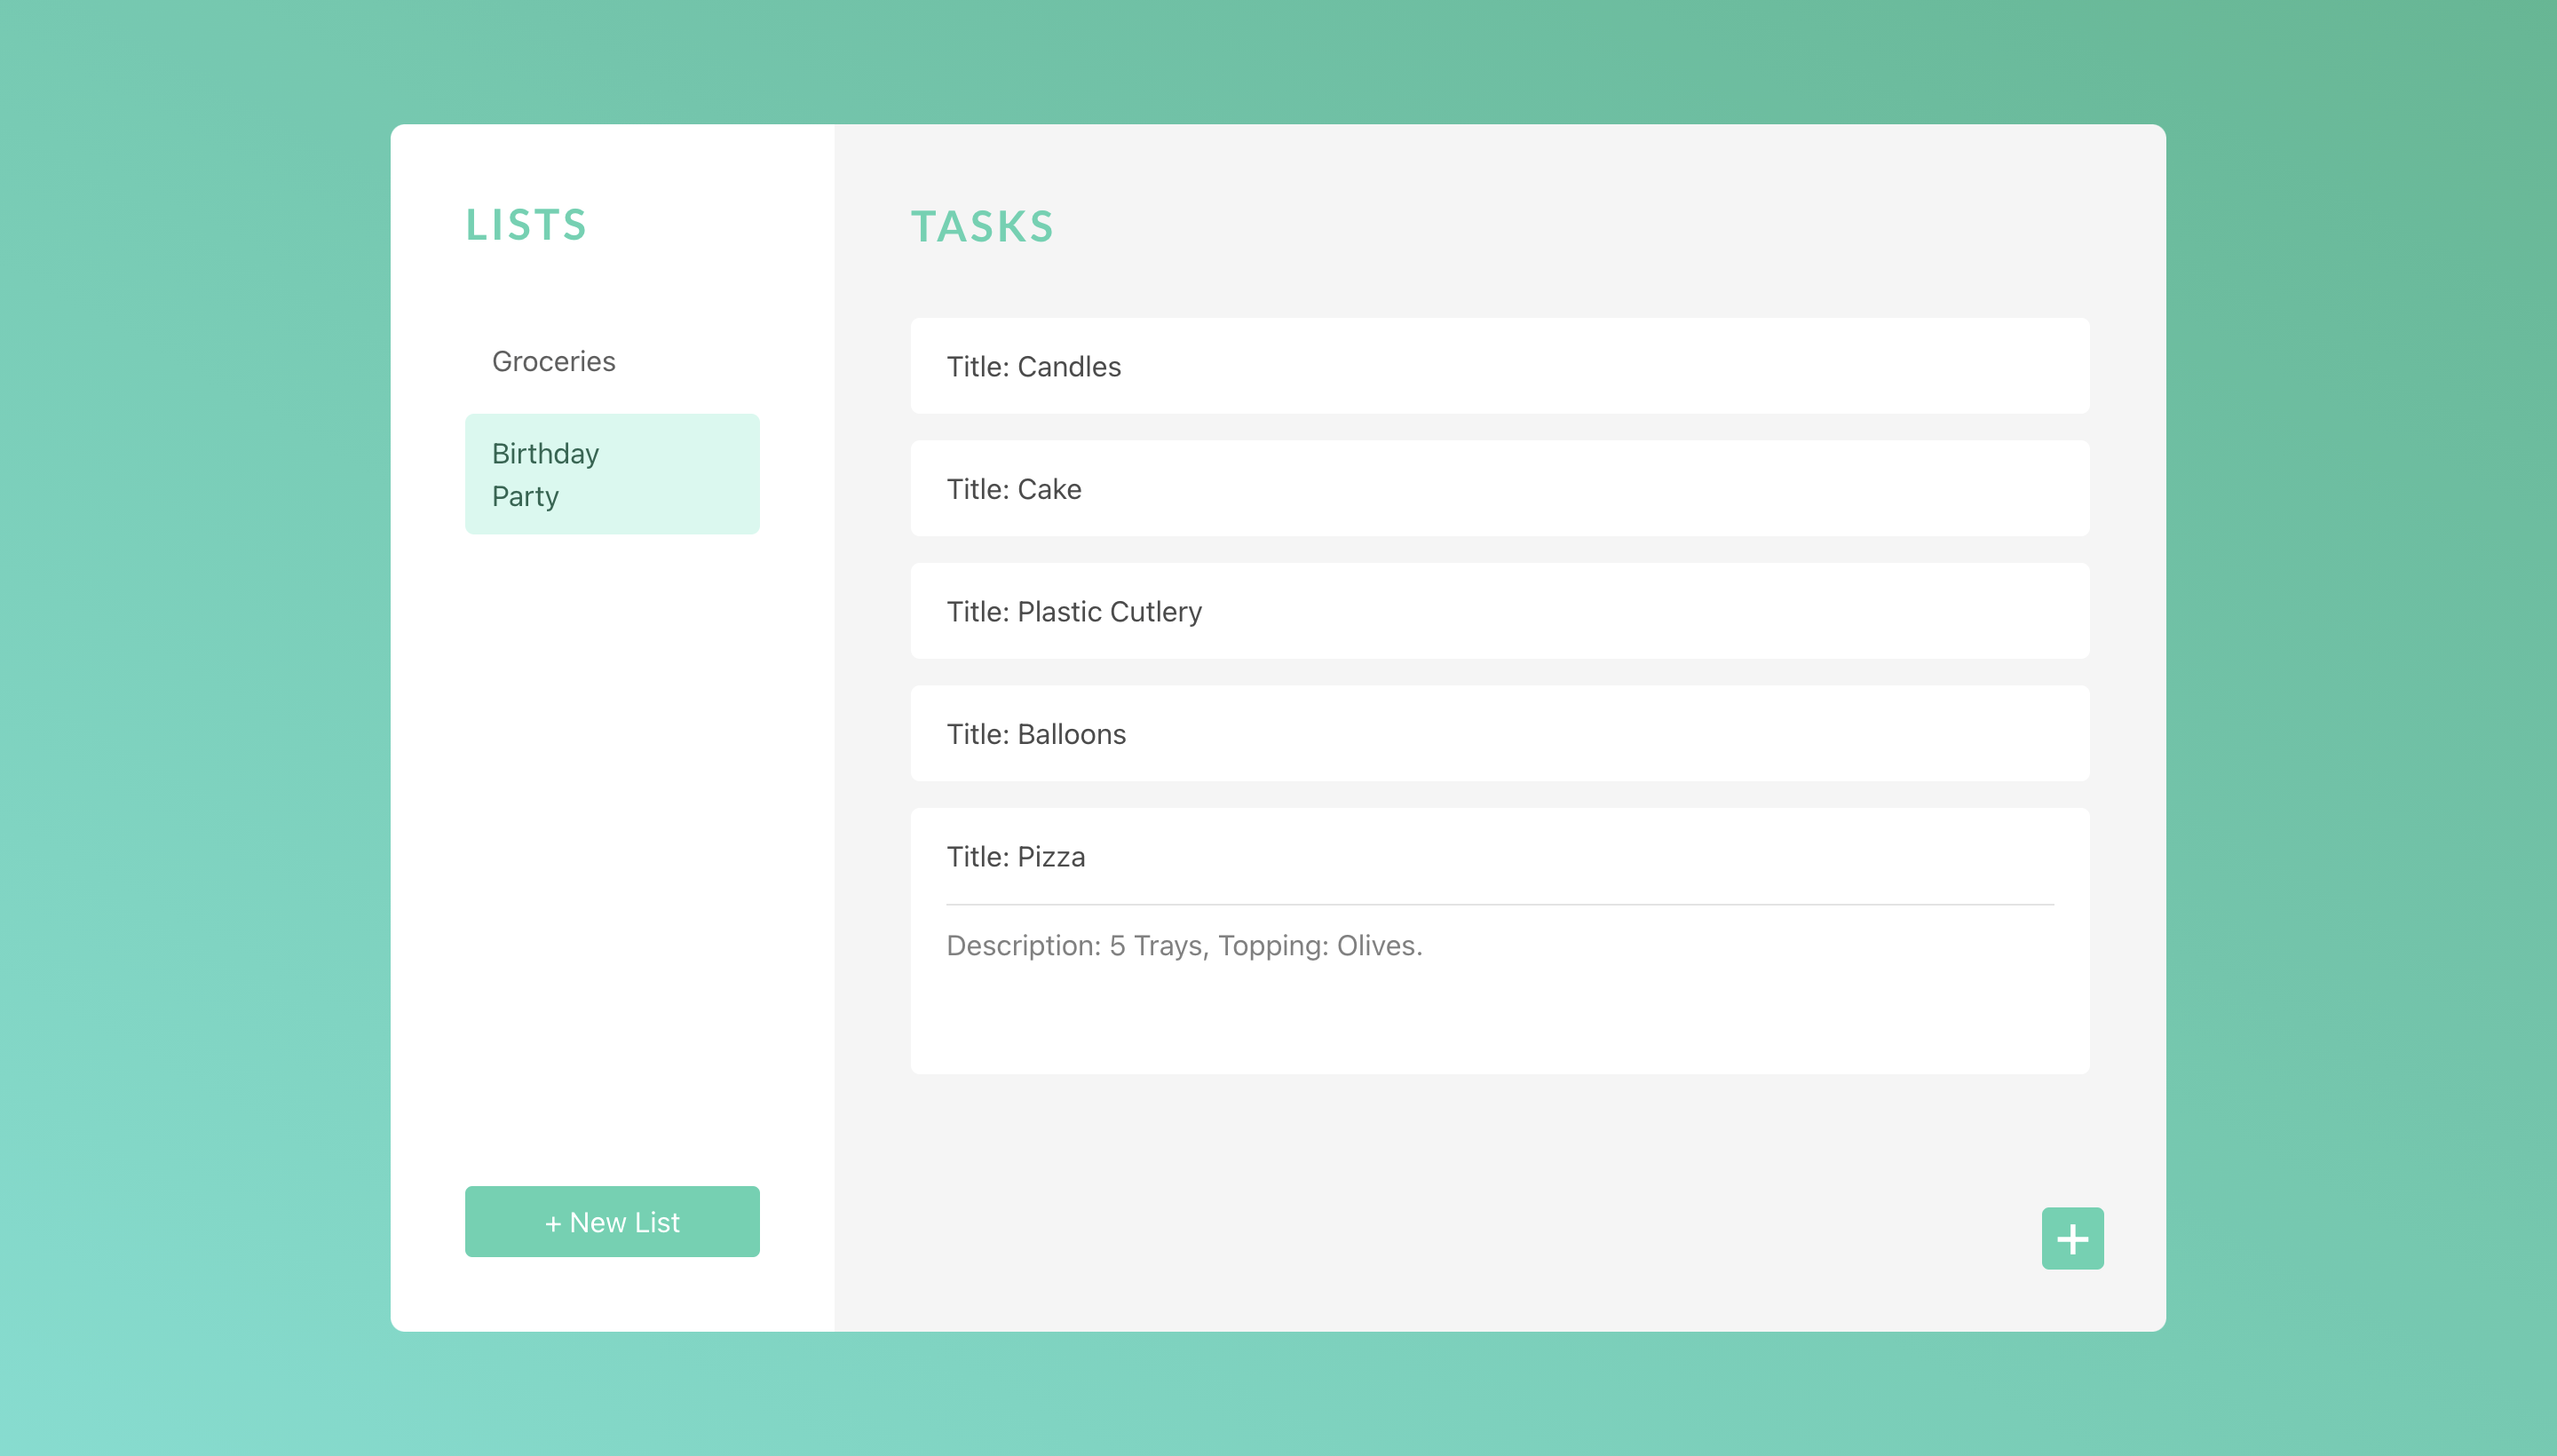 LISTS
Groceries
Birthday
Party
+ New List
TASKS
Title: Candles
Title: Cake
Title: Plastic Cutlery
Title: Balloons
Title: Pizza
Description: 5 Trays, Topping: Olives.
+